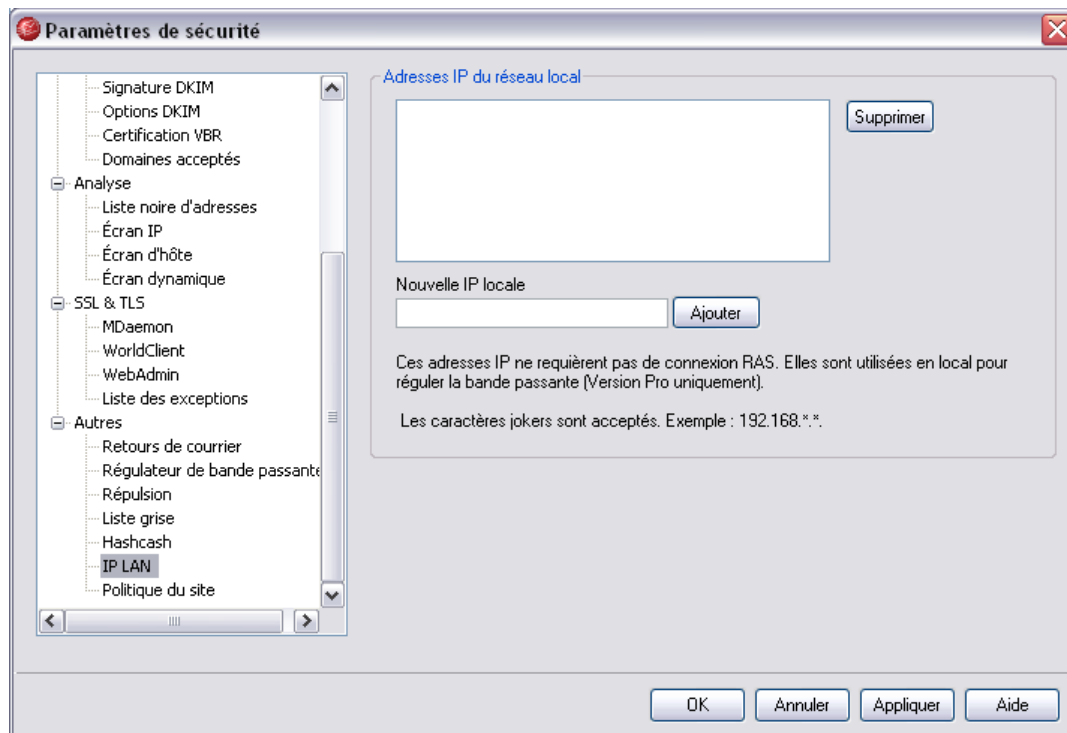 Paramètres de sécurité
Signature DKIM
Options DKIM
Certification VBR
Domaines acceptés
Analyse
Liste noire d'adresses
Écran IP
Écran d'hôte
Écran dynamique
SSL & TLS
MDaemon
WorldClient
WebAdmin
Liste des exceptions
Autres
Retours de courrier
Régulateur de bande passante
Répulsion
Liste grise
Hashcash
IP LAN
Politique du site
Adresses IP du réseau local
Supprimer
Nouvelle IP locale
Ajouter
Ces adresses IP ne requièrent pas de connexion RAS. Elles sont utilisées en local pour
réguler la bande passante (Version Pro uniquement).
Les caractères jokers sont acceptés. Exemple : 192.168.*.*.
OK
Annuler
Appliquer
Aide